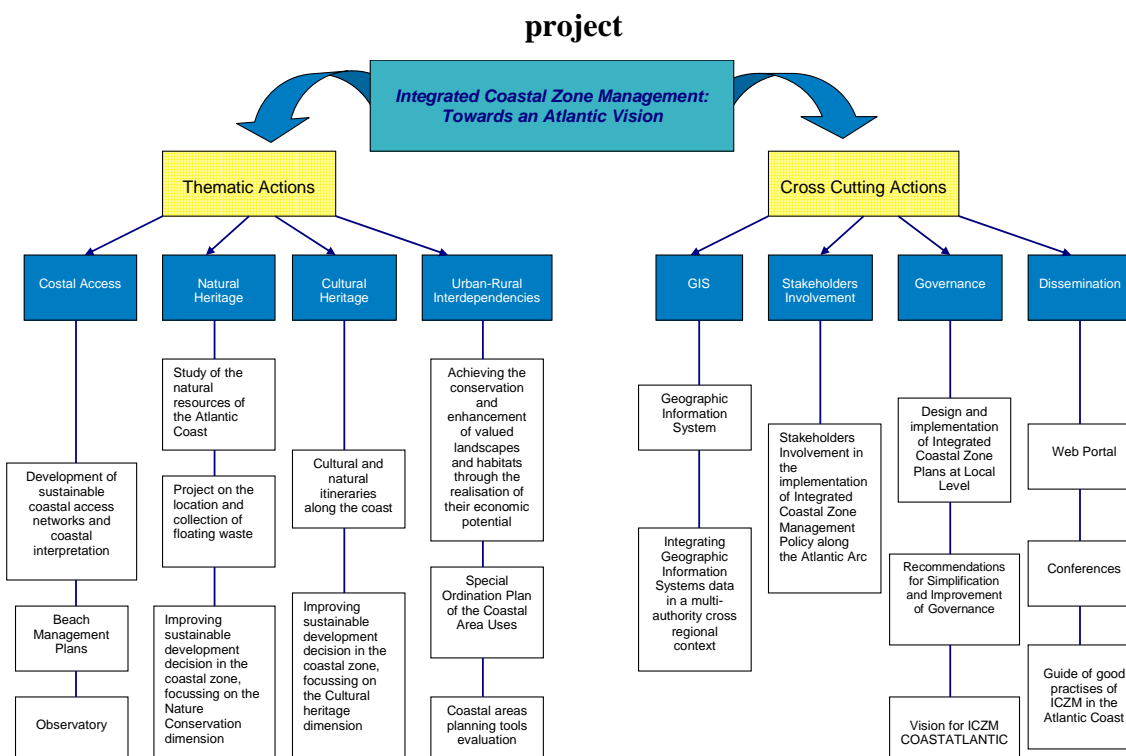 project
Integrated Coastal Zone Management:
Towards an Atlantic Vision
Thematic Actions
Cross Cutting Actions
Costal Access
Natural
Heritage
Cultural
Heritage
Urban-Rural
Interdependencies
GIS
Stakeholders
Involvement
Governance
Dissemination
Development of
sustainable
coastal access
networks and
coastal
interpretation
Beach
Management
Plans
Observatory
Study of the
natural
resources of
the Atlantic
Coast
Project on the
location and
collection of
floating waste
Improving
sustainable
development
decision in the
coastal zone,
focussing on the
Nature
Conservation
dimension
Cultural and
natural
itineraries
along the coast
Improving
sustainable
development
decision in the
coastal zone,
focussing on
the Cultural
heritage
dimension
Achieving the
conservation
and
enhancement
of valued
landscapes
and habitats
through the
realisation of
their economic
potential
Special
Ordination Plan
of the Coastal
Area Uses
Coastal areas
planning tools
evaluation
Geographic
Information
System
Integrating
Geographic
Information
Systems data
in a multi-
authority cross
regional
context
Stakeholders
Involvement in
the
implementation
of Integrated
Coastal Zone
Management
Policy along
the Atlantic Arc
Design and
implementation
of Integrated
Coastal Zone
Plans at Local
Level
Recommendations
for Simplification
and Improvement
of Governance
Vision for ICZM
COASTATLANTIC
Web Portal
Conferences
Guide of good
practises of
ICZM in the
Atlantic Coast